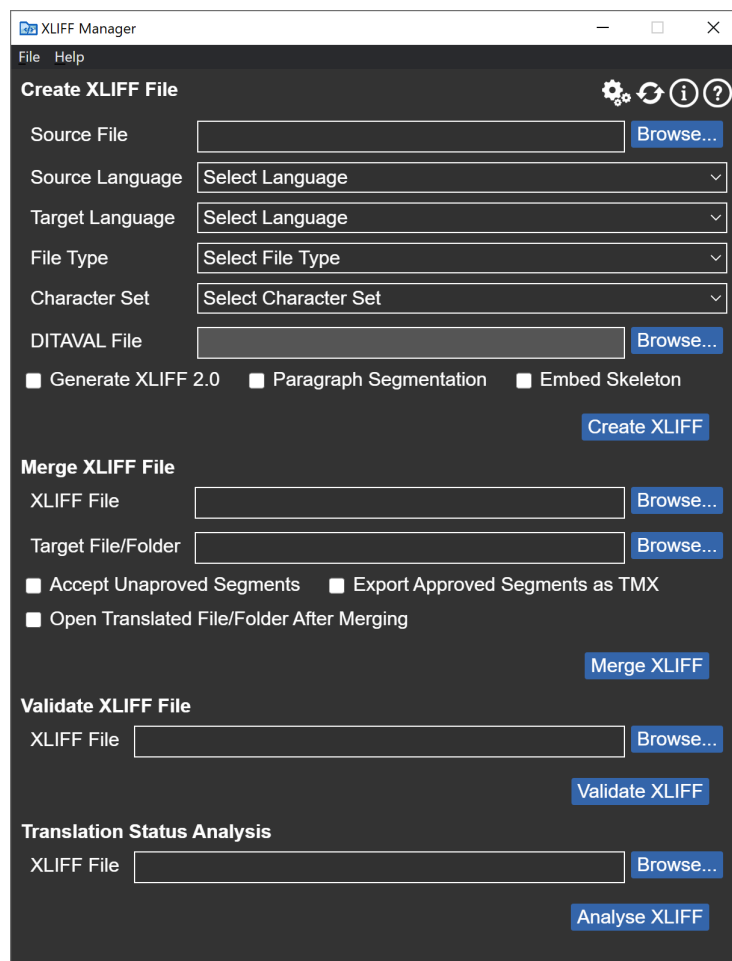 XLIFF Manager
File Help
Create XLIFF File
Source File Browse...
Source Language Select Language
Target Language Select Language
File Type Select File Type
Character Set Select Character Set
DITAVAL File Browse...
Generate XLIFF 2.0 Paragraph Segmentation Embed Skeleton
Create XLIFF
Merge XLIFF File
XLIFF File Browse...
Target File/Folder Browse...
Accept Unaproved Segments Export Approved Segments as TMX
Open Translated File/Folder After Merging
Merge XLIFF
Validate XLIFF File
XLIFF File Browse...
Validate XLIFF
Translation Status Analysis
XLIFF File Browse...
Analyse XLIFF